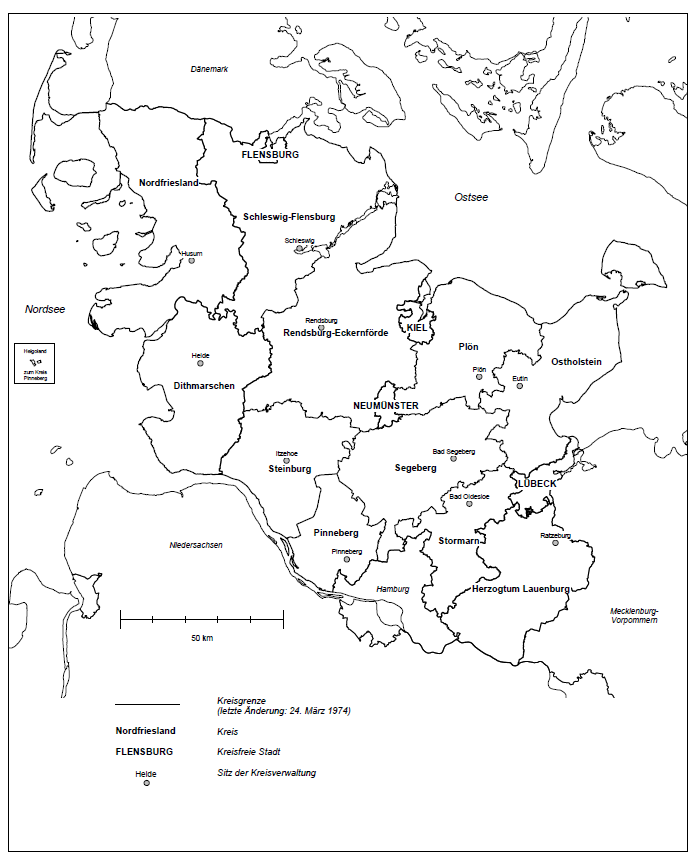 Dänemark
FLENSBURG
Nordfriesland
Ostsee
Schleswig-Flensburg
Schleswig
Husum
Nordsee
Rendsburg
Rendsburg-Eckernförde
KIEL
Plön
Helgoland
zum Kreis
Pinneberg
Heide
Ostholstein
Plön
Eutin
Dithmarschen
NEUMÜNSTER
Itzehoe
Bad Segeberg
Steinburg
Segeberg
LÜBECK
Bad Oldesloe
Pinneberg
Ratzeburg
Stormarn
Niedersachsen
Pinneberg
Hamburg
Herzogtum Lauenburg
Mecklenburg-
Vorpommern
50 km
Kreisgrenze
(letzte Änderung: 24. März 1974)
Nordfriesland Kreis
FLENSBURG Kreisfreie Stadt
Heide Sitz der Kreisverwaltung